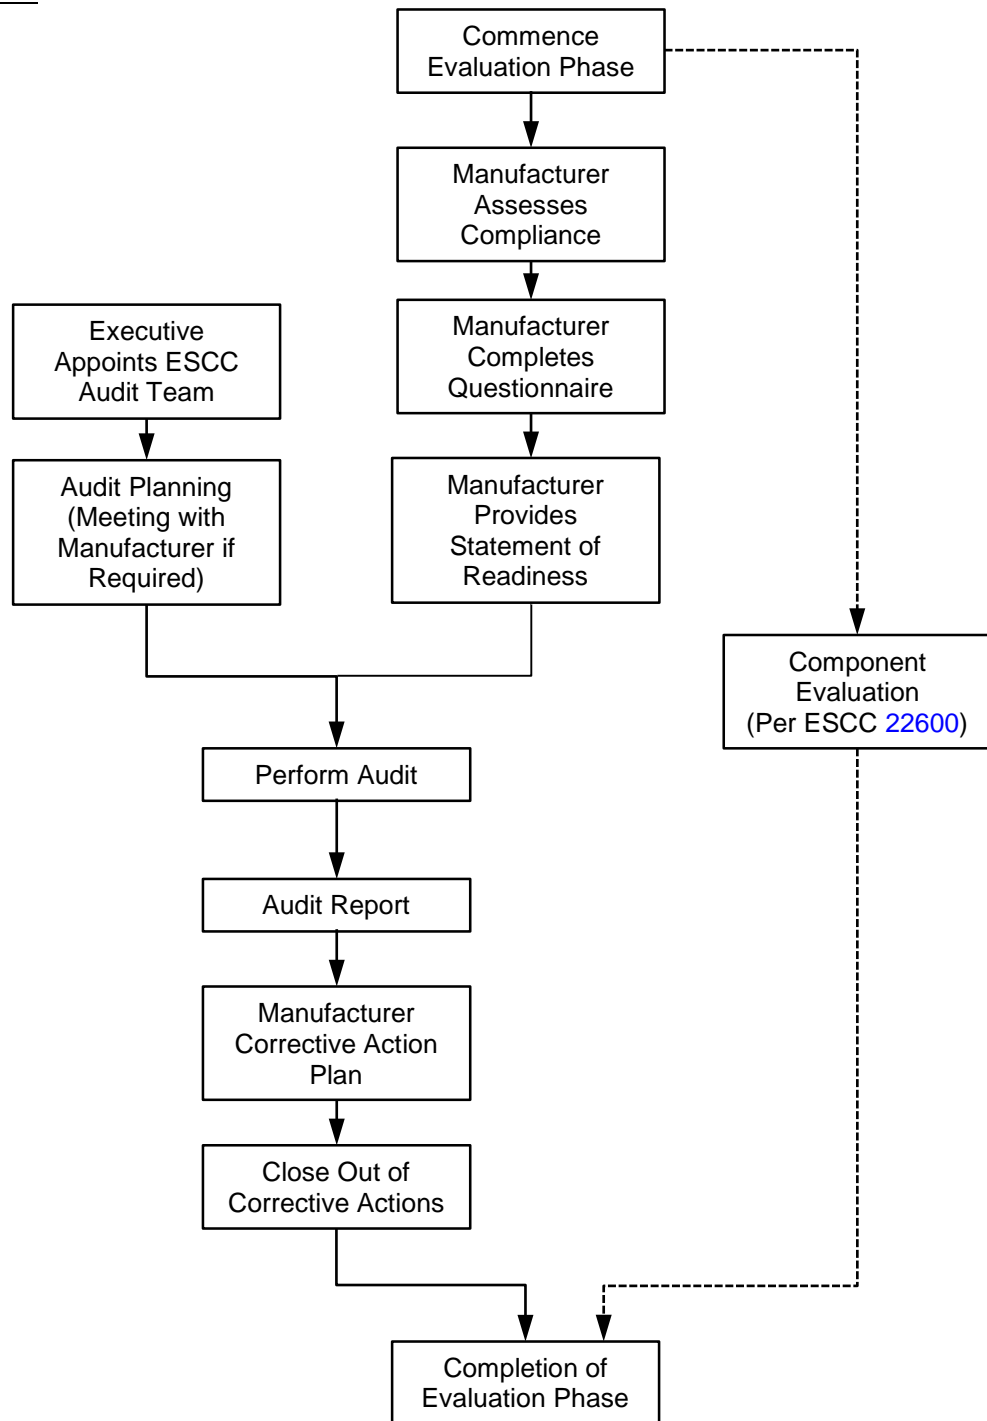 Commence
Evaluation Phase
Manufacturer
Assesses
Compliance
Manufacturer
Completes
Questionnaire
Executive
Appoints ESCC
Audit Team
Audit Planning
(Meeting with
Manufacturer if
Required)
Manufacturer
Provides
Statement of
Readiness
Component
Evaluation
(Per ESCC 22600)
Perform Audit
Audit Report
Manufacturer
Corrective Action
Plan
Close Out of
Corrective Actions
Completion of
Evaluation Phase